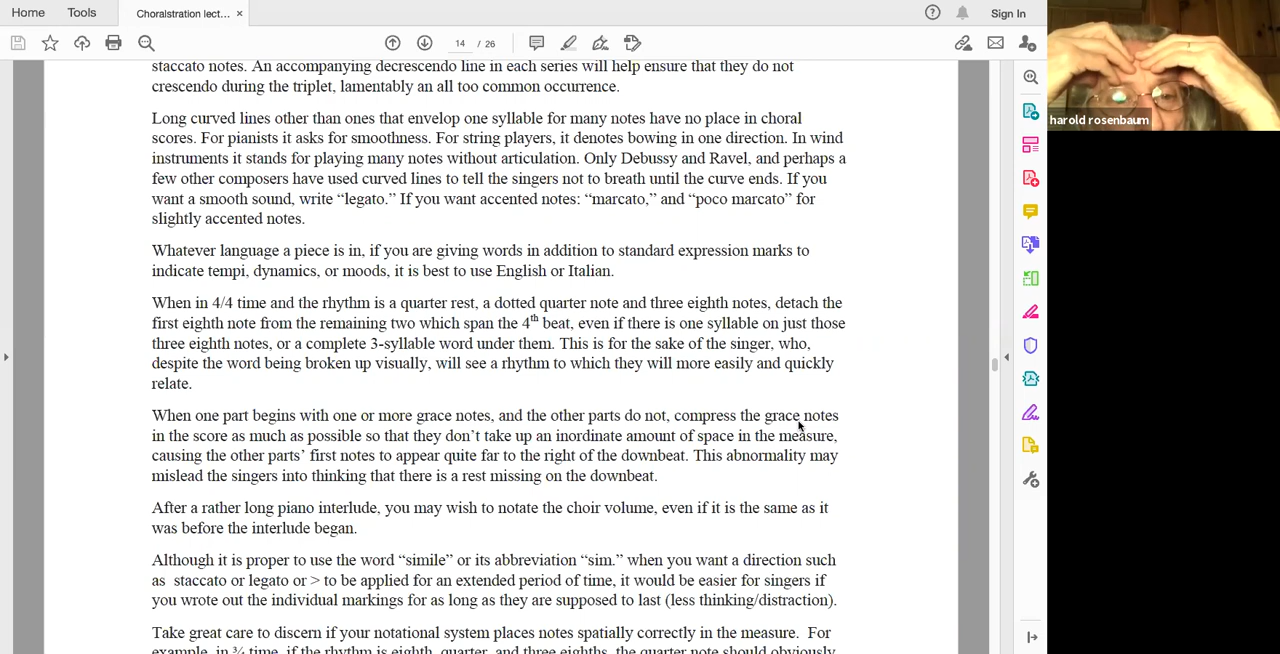 Home Tools Choralstration lect... × Sign In
14 / 26
staccato notes. An accompanying decrescendo line in each series will help ensure that they do not
crescendo during the triplet, lamentably an all too common occurrence.
Long curved lines other than ones that envelop one syllable for many notes have no place in choral
scores. For pianists it asks for smoothness. For string players, it denotes bowing in one direction. In wind
instruments it stands for playing many notes without articulation. Only Debussy and Ravel, and perhaps a
few other composers have used curved lines to tell the singers not to breath until the curve ends. If you
want a smooth sound, write “legato.” If you want accented notes: “marcato,” and “poco marcato” for
slightly accented notes.
Whatever language a piece is in, if you are giving words in addition to standard expression marks to
indicate tempi, dynamics, or moods, it is best to use English or Italian.
When in 4/4 time and the rhythm is a quarter rest, a dotted quarter note and three eighth notes, detach the
first eighth note from the remaining two which span the 4th beat, even if there is one syllable on just those
three eighth notes, or a complete 3-syllable word under them. This is for the sake of the singer, who,
despite the word being broken up visually, will see a rhythm to which they will more easily and quickly
relate.
When one part begins with one or more grace notes, and the other parts do not, compress the grace notes
in the score as much as possible so that they don’t take up an inordinate amount of space in the measure,
causing the other parts’ first notes to appear quite far to the right of the downbeat. This abnormality may
mislead the singers into thinking that there is a rest missing on the downbeat.
After a rather long piano interlude, you may wish to notate the choir volume, even if it is the same as it
was before the interlude began.
Although it is proper to use the word “simile” or its abbreviation “sim.” when you want a direction such
as staccato or legato or > to be applied for an extended period of time, it would be easier for singers if
you wrote out the individual markings for as long as they are supposed to last (less thinking/distraction).
Take great care to discern if your notational system places notes spatially correctly in the measure. For
example, in ¾ time, if the rhythm is eighth, quarter, and three eighths, the quarter note should obviously
harold rosenbaum